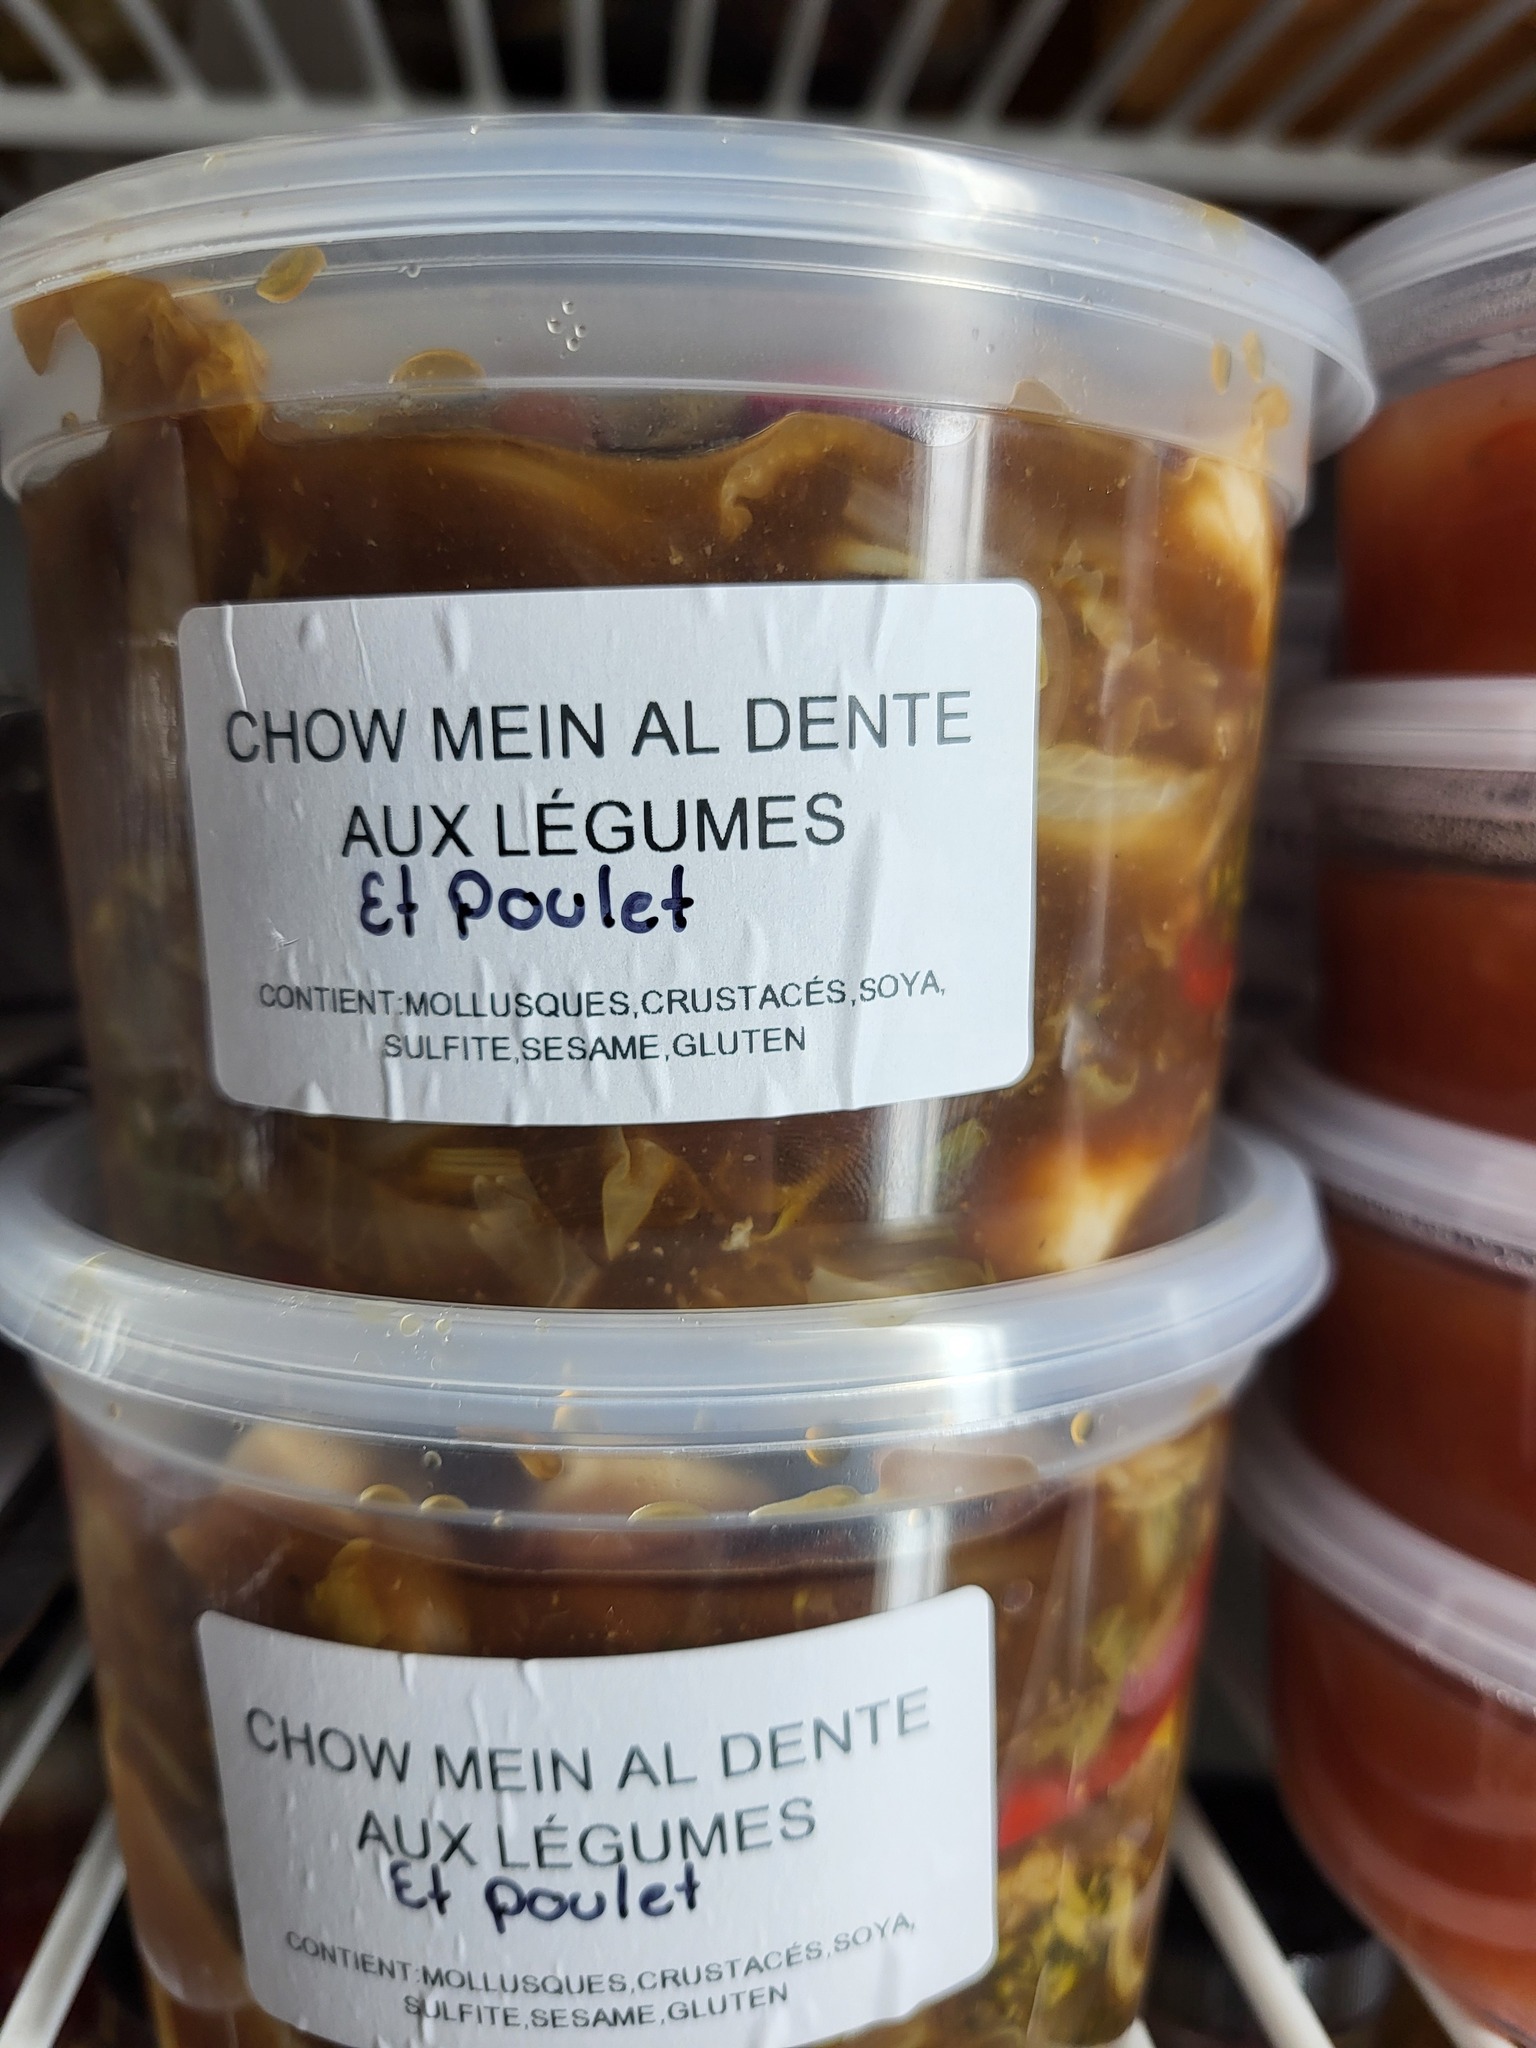 CHOW MEIN AL DENTE
AUX LÉGUMES
Et Poulet
CONTIENT:MOLLUSQUES,CRUSTACÉS,SOYA,
SULFITE,SESAME,GLUTEN
CHOW MEIN AL DENTE
AUX LÉGUMES
Et poulet
CONTIENT:MOLLUSQUES,CRUSTACÉS,SOYA,
SULFITE,SESAME,GLUTEN